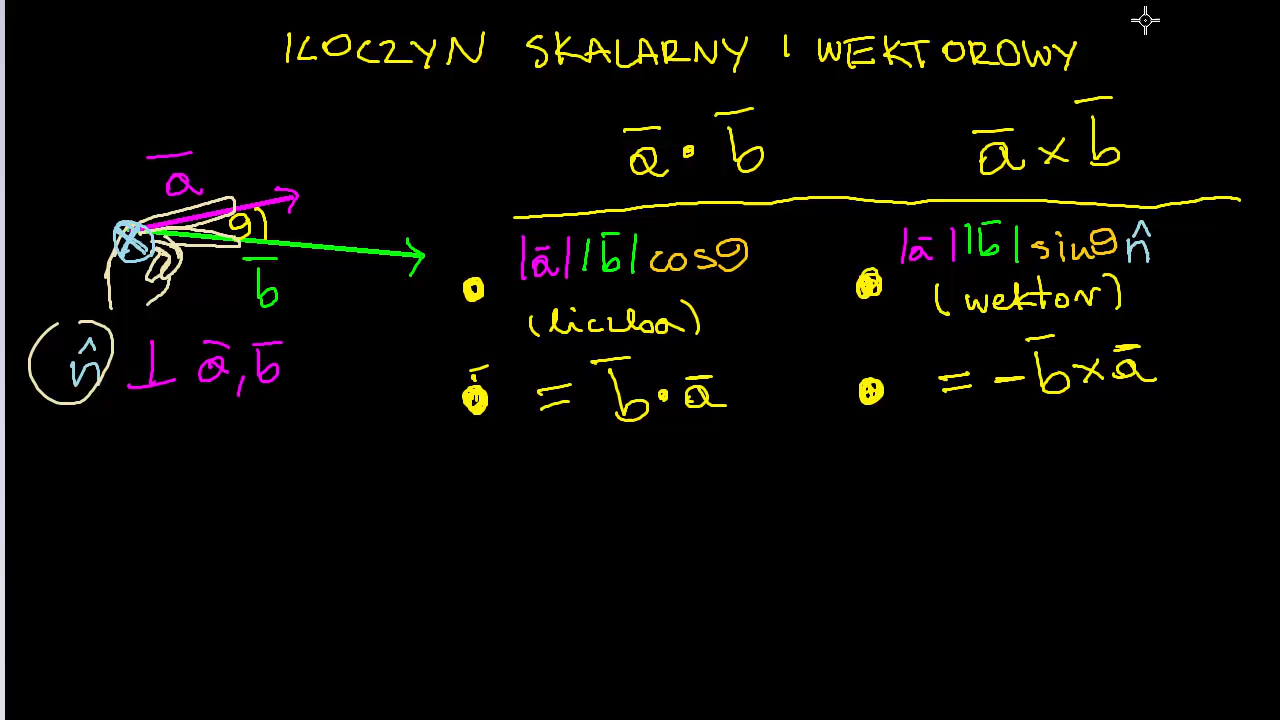 ILOCZYN SKALARNY I WEKTOROWY
a̅ · b̅
a̅ × b̅
a̅
θ
b̅
n̂ ⊥ a̅, b̅
|a̅| |b̅| cosθ
(liczba)
= b̅ · a̅
|a̅| |b̅| sinθ n̂
(wektor)
= - b̅ × a̅